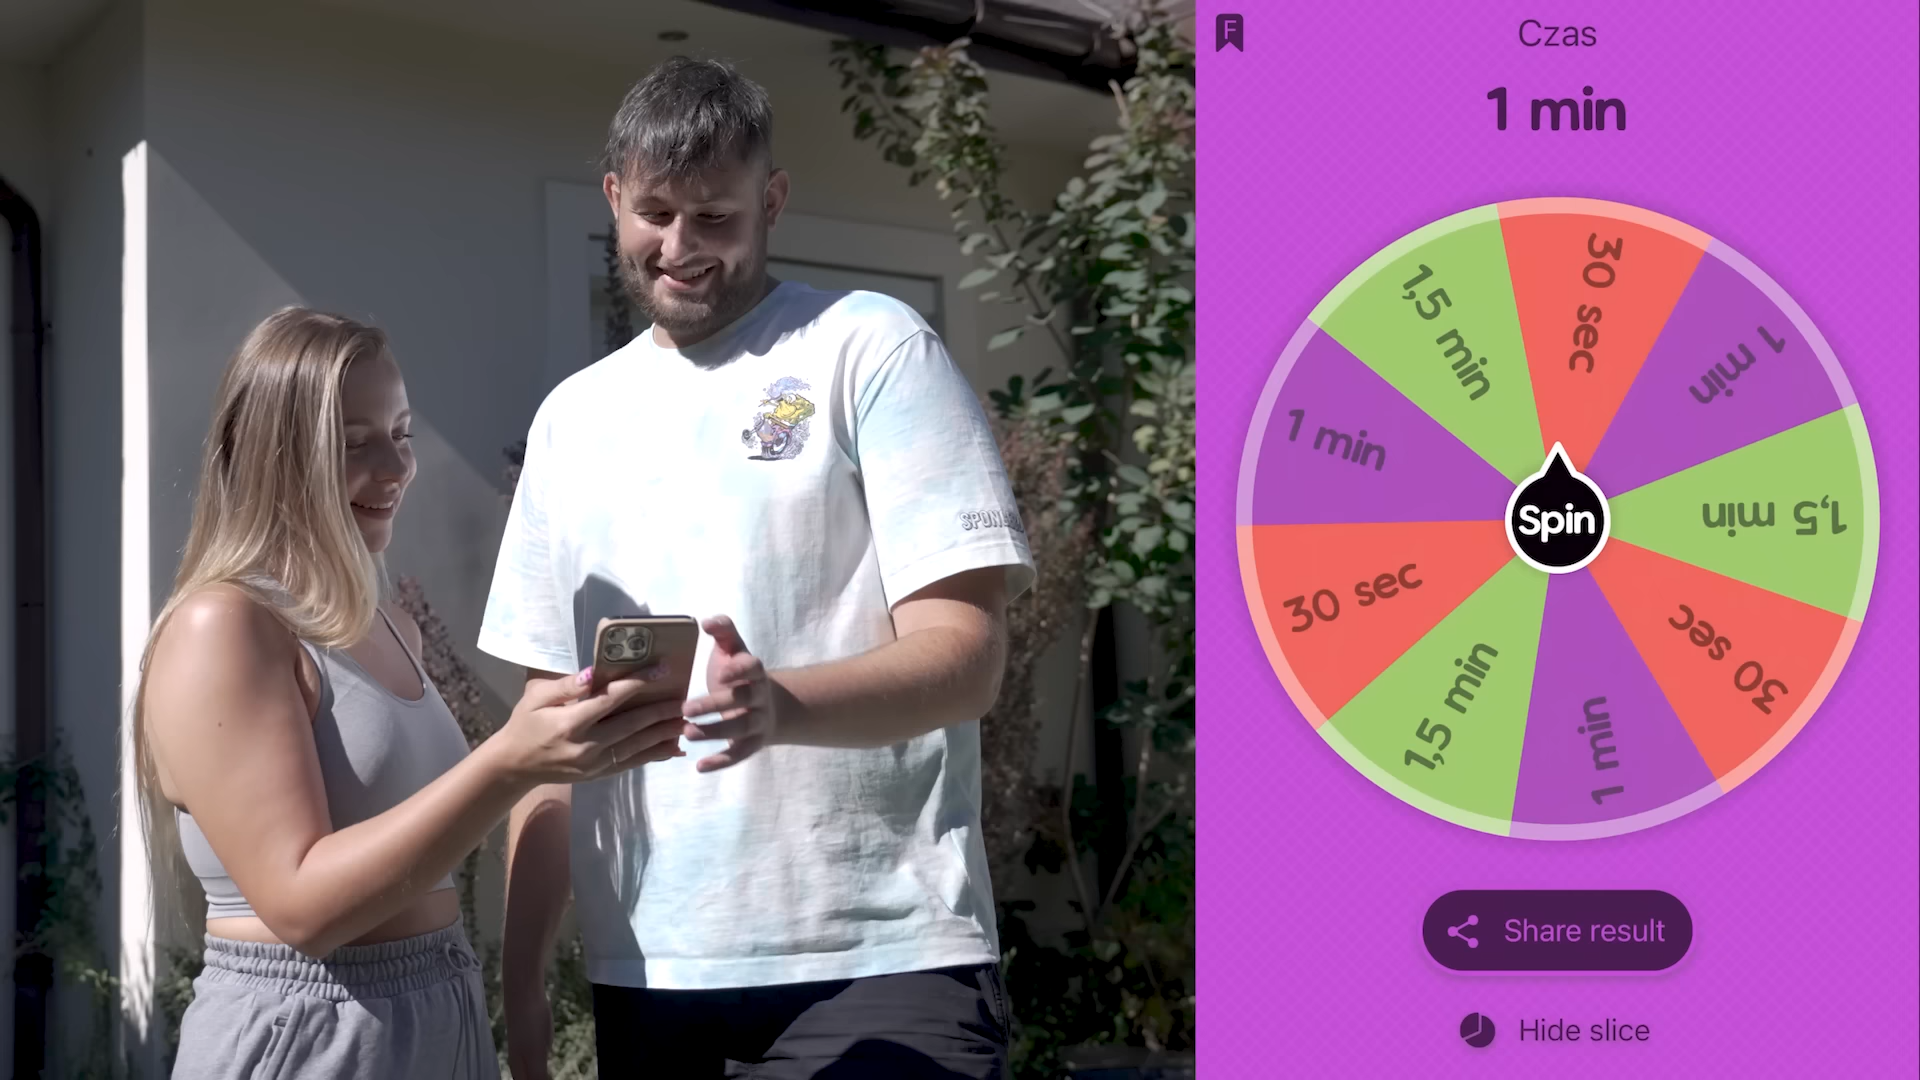 F
Czas
1 min
30 sec
1 min
1,5 min
30 sec
1 min
1,5 min
30 sec
1 min
1,5 min
Spin
Share result
Hide slice